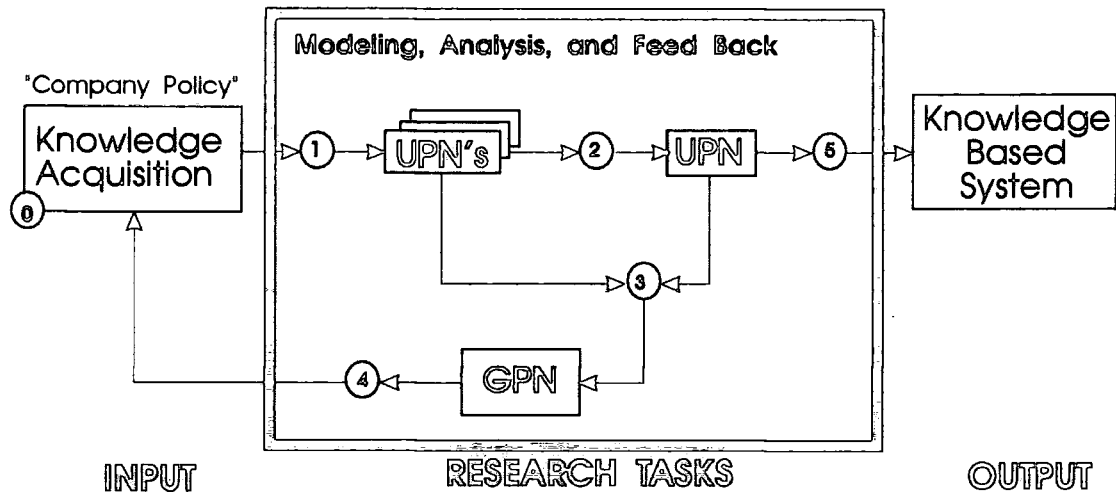 Modeling, Analysis, and Feed Back
"Company Policy"
Knowledge
Acquisition
0
1
UPN's
2
UPN
5
Knowledge
Based
System
3
4
GPN
INPUT
RESEARCH TASKS
OUTPUT